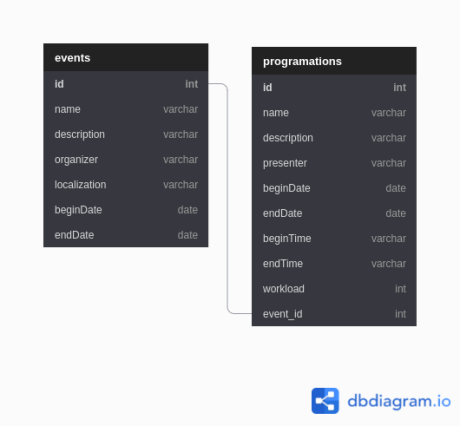 events
id int
name varchar
description varchar
organizer varchar
localization varchar
beginDate date
endDate date
programations
id int
name varchar
description varchar
presenter varchar
beginDate date
endDate date
beginTime varchar
endTime varchar
workload int
event_id int
dbdiagram.io